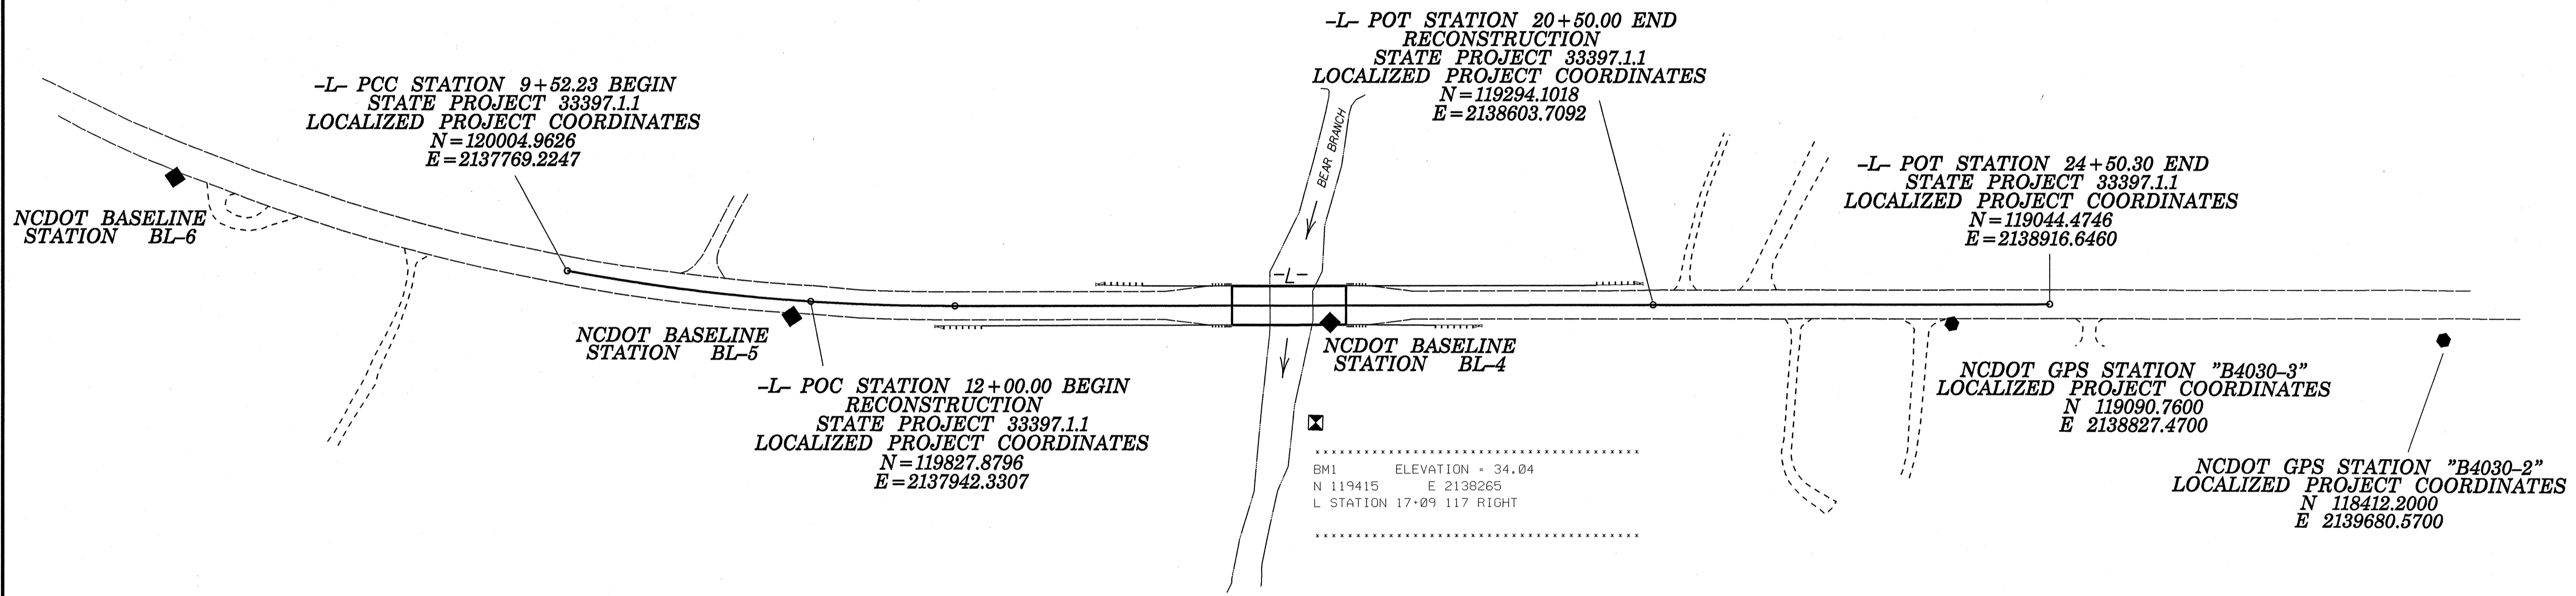 -L- POT STATION 20+50.00 END
RECONSTRUCTION
STATE PROJECT 33397.1.1
LOCALIZED PROJECT COORDINATES
N=119294.1018
E=2138603.7092
-L- PCC STATION 9+52.23 BEGIN
STATE PROJECT 33397.1.1
LOCALIZED PROJECT COORDINATES
N=120004.9626
E=2137769.2247
BEAR BRANCH
-L- POT STATION 24+50.30 END
STATE PROJECT 33397.1.1
LOCALIZED PROJECT COORDINATES
N=119044.4746
E=2138916.6460
NCDOT BASELINE
STATION BL-6
-L-
NCDOT BASELINE
STATION BL-5
NCDOT BASELINE
STATION BL-4
-L- POC STATION 12+00.00 BEGIN
RECONSTRUCTION
STATE PROJECT 33397.1.1
LOCALIZED PROJECT COORDINATES
N=119827.8796
E=2137942.3307
NCDOT GPS STATION "B4030-3"
LOCALIZED PROJECT COORDINATES
N 119090.7600
E 2138827.4700
BM1 ELEVATION = 34.04
N 119415 E 2138265
L STATION 17+09 117 RIGHT
NCDOT GPS STATION "B4030-2"
LOCALIZED PROJECT COORDINATES
N 118412.2000
E 2139680.5700